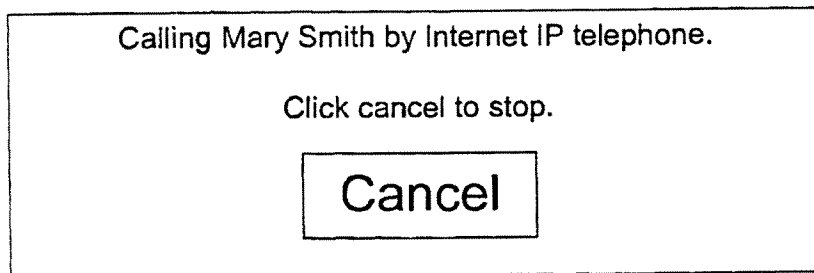 Calling Mary Smith by Internet IP telephone.
Click cancel to stop.
Cancel